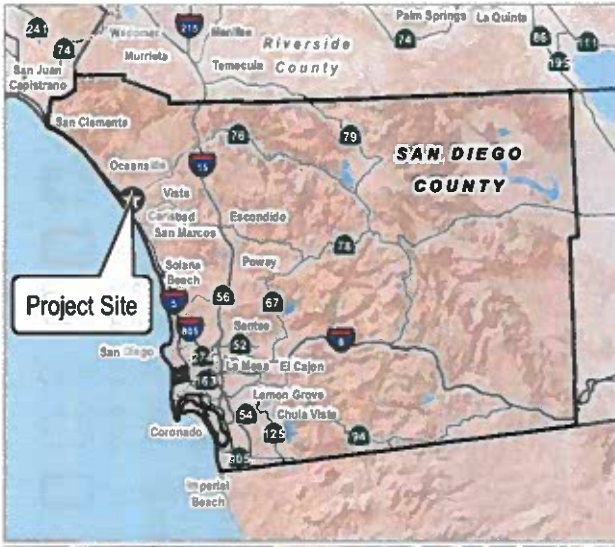 241
74
215
74
Palm Springs
La Quinta
86
111
195
Murrieta
Riverside
County
Temecula
San Juan
Capistrano
San Clemente
76
79
SAN DIEGO
COUNTY
15
Oceanside
Vista
Carlsbad
San Marcos
Escondido
78
Solana
Beach
Poway
Project Site
5
56
67
805
Santee
52
8
San Diego
La Mesa
El Cajon
163
Lemon Grove
54
Chula Vista
125
94
Coronado
905
Imperial
Beach